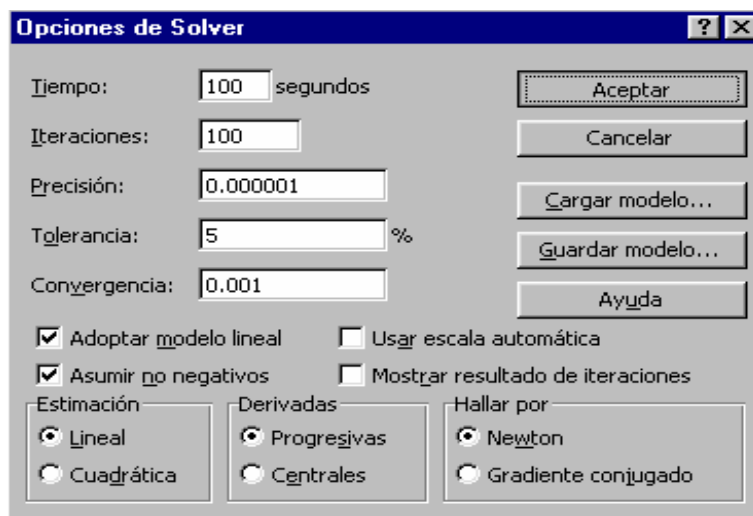 Opciones de Solver
Tiempo: 100 segundos Aceptar
Iteraciones: 100 Cancelar
Precisión: 0.000001 Cargar modelo...
Tolerancia: 5 % Guardar modelo...
Convergencia: 0.001 Ayuda
Adoptar modelo lineal Usar escala automática
Asumir no negativos Mostrar resultado de iteraciones
Estimación Derivadas Hallar por
Lineal Progresivas Newton
Cuadrática Centrales Gradiente conjugado